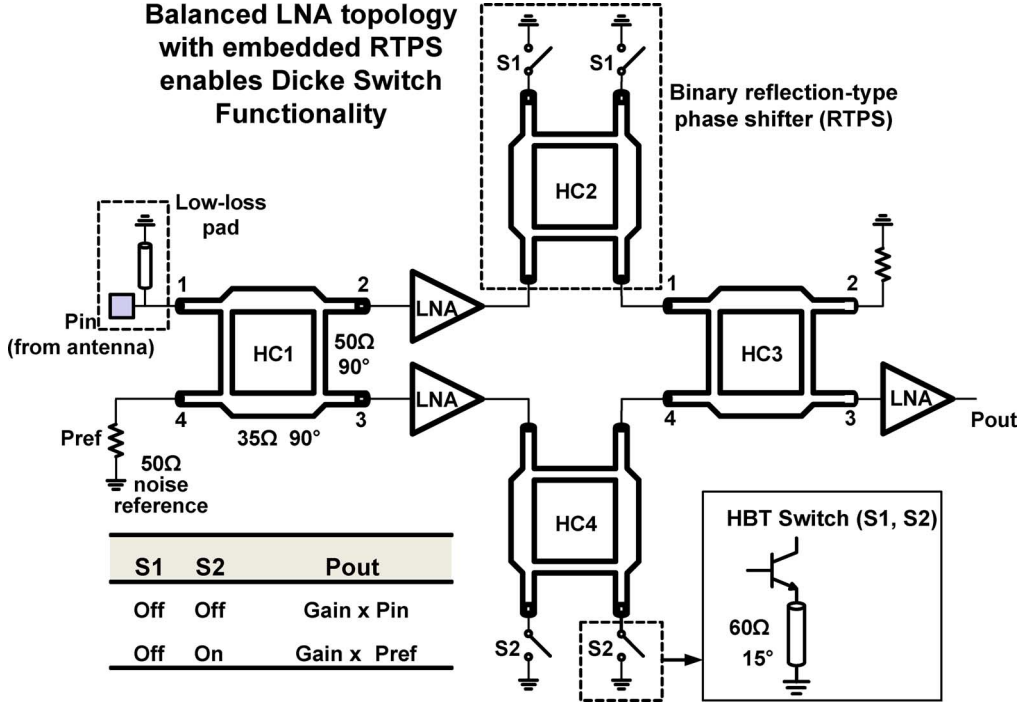 Balanced LNA topology
with embedded RTPS
enables Dicke Switch
Functionality
S1
S1
Binary reflection-type
phase shifter (RTPS)
HC2
Low-loss
pad
1
2
1
2
LNA
Pin
(from antenna)
HC1
50Ω
90°
HC3
LNA
LNA
4
3
4
3
35Ω 90°
Pout
Pref
50Ω
noise
reference
HC4
HBT Switch (S1, S2)
S1 S2 Pout
Off Off Gain x Pin
Off On Gain x Pref
S2
S2
60Ω
15°